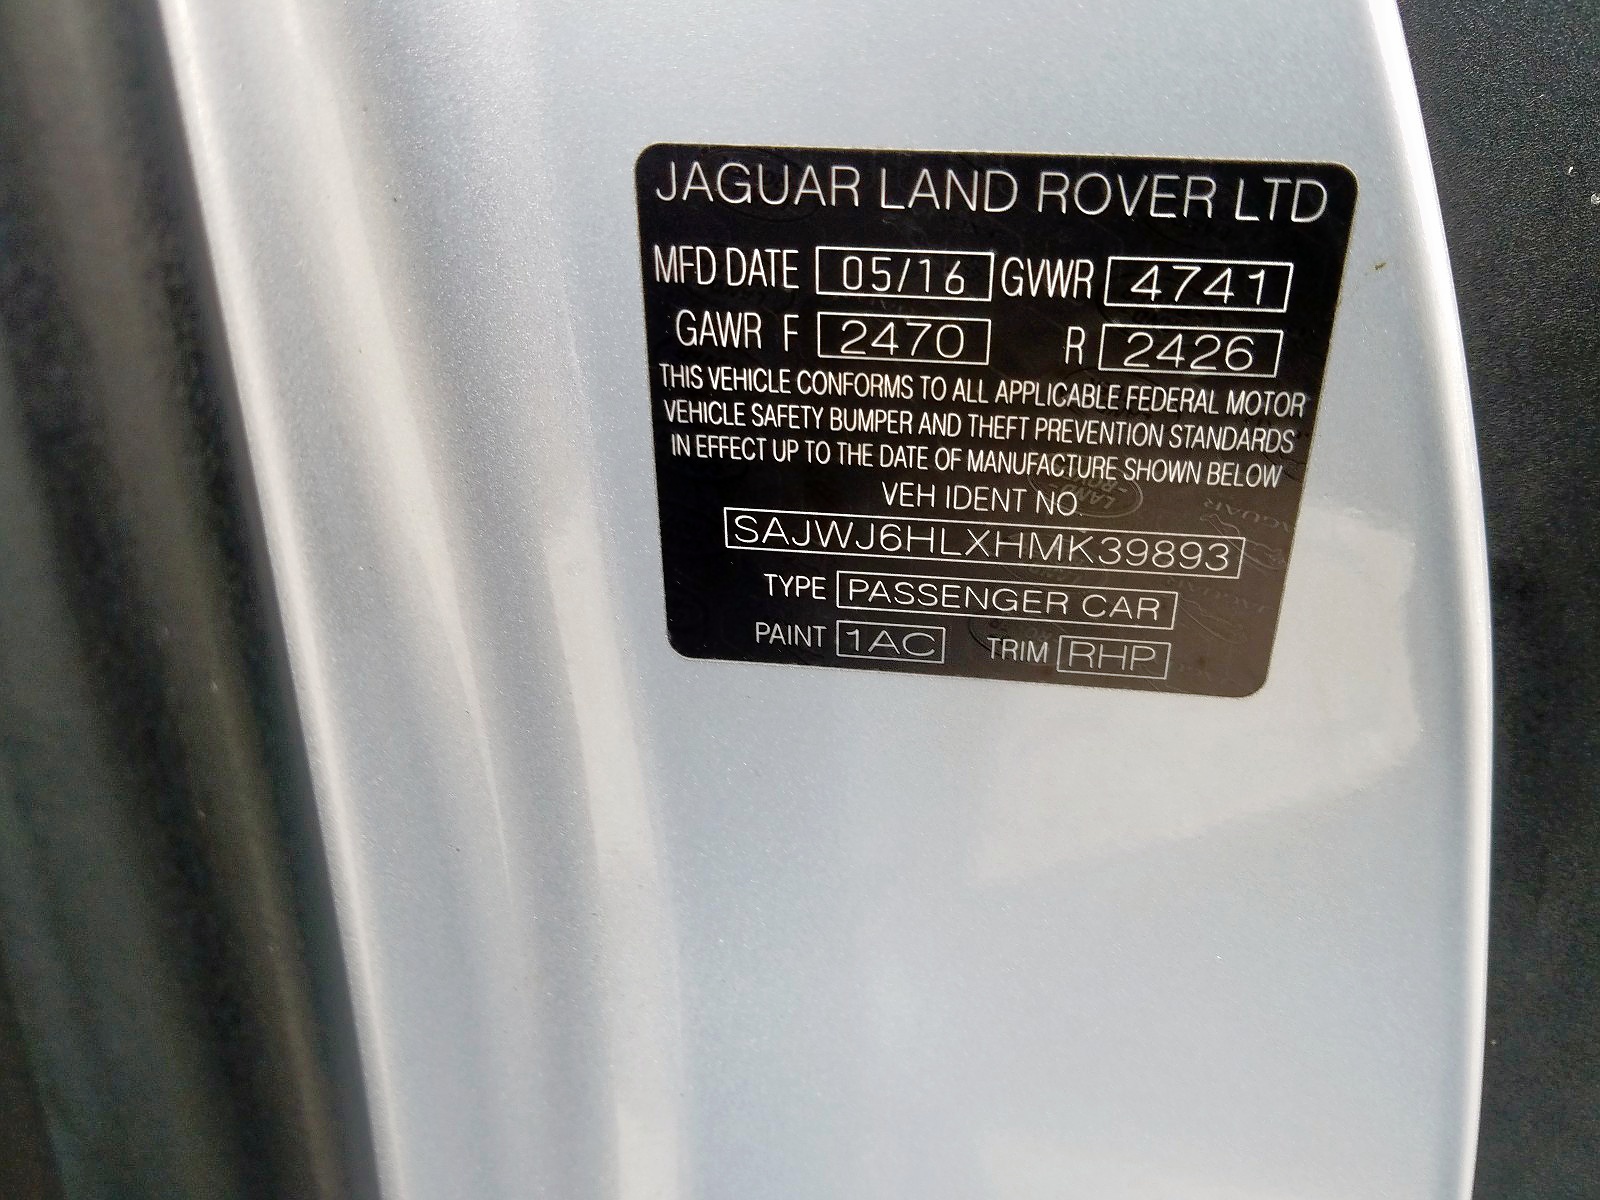 JAGUAR LAND ROVER LTD
MFD DATE 05/16 GVWR 4741
GAWR F 2470 R 2426
THIS VEHICLE CONFORMS TO ALL APPLICABLE FEDERAL MOTOR
VEHICLE SAFETY BUMPER AND THEFT PREVENTION STANDARDS
IN EFFECT UP TO THE DATE OF MANUFACTURE SHOWN BELOW
VEH IDENT NO.
SAJWJ6HLXHMK39893
TYPE PASSENGER CAR
PAINT 1AC TRIM RHP